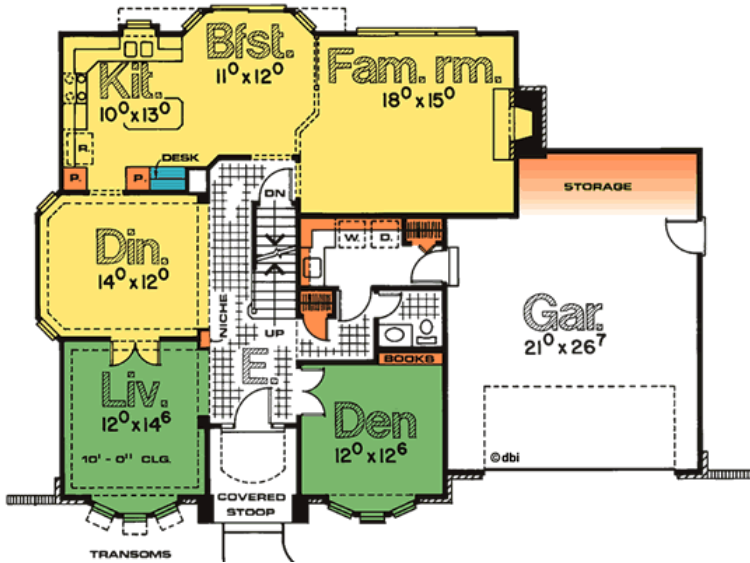 Bfst.
11⁰ x 12⁰
Kit.
10⁰ x 13⁰
Fam. rm.
18⁰ x 15⁰
R.
DESK
P.
P.
DN
STORAGE
W.
D.
Din.
14⁰ x 12⁰
NICHE
UP
Gar.
21⁰ x 26⁷
E.
BOOKS
Liv.
12⁰ x 14⁶
10' - 0" CLG.
Den
12⁰ x 12⁶
©dbi
COVERED
STOOP
TRANSOMS